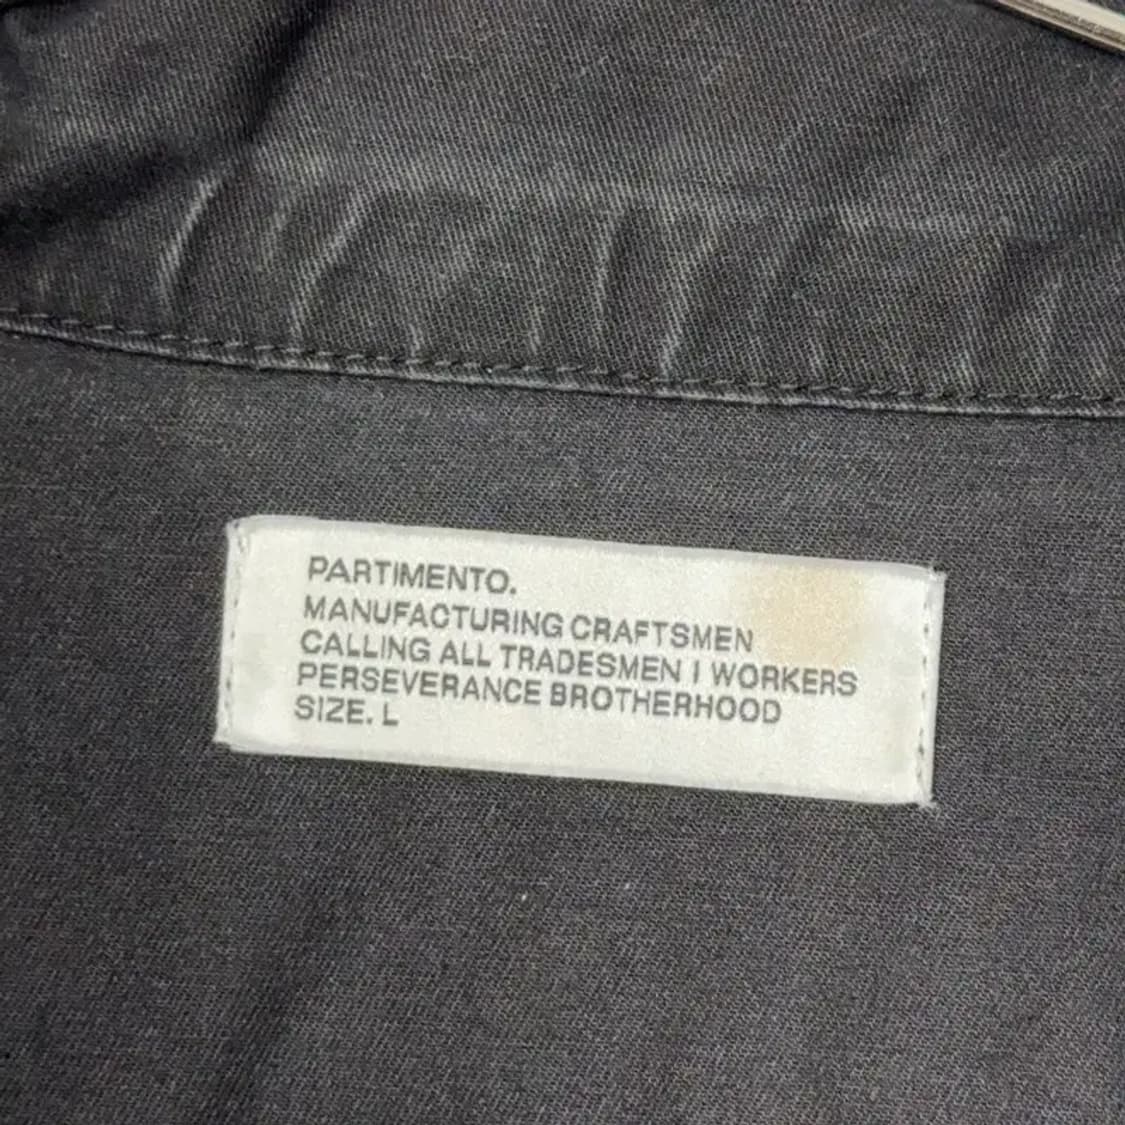 PARTIMENTO.
MANUFACTURING CRAFTSMEN
CALLING ALL TRADESMEN I WORKERS
PERSEVERANCE BROTHERHOOD
SIZE. L